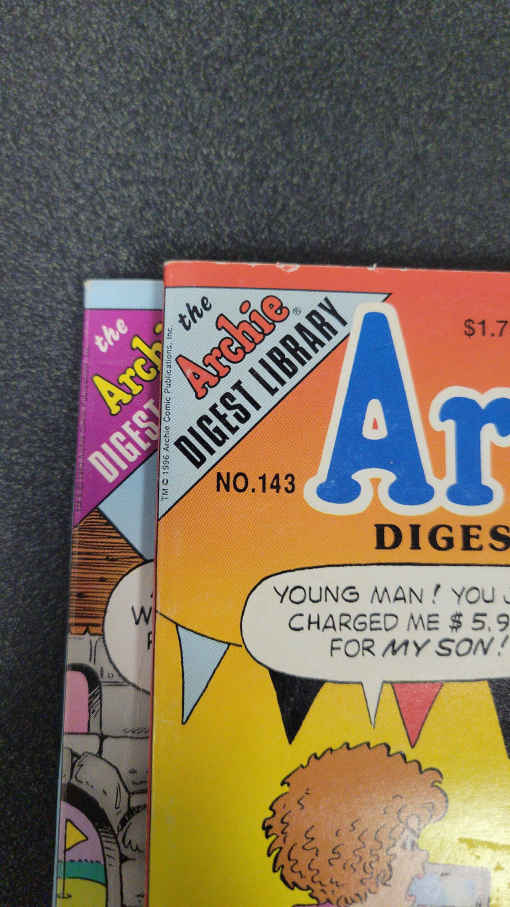 the
Archie®
DIGEST LIBRARY
TM © 1996 Archie Comic Publications, Inc.
NO.143
$1.7
Ar
DIGES
YOUNG MAN! YOU J
CHARGED ME $5.9
FOR MY SON!
the
Archi
DIGEST
W